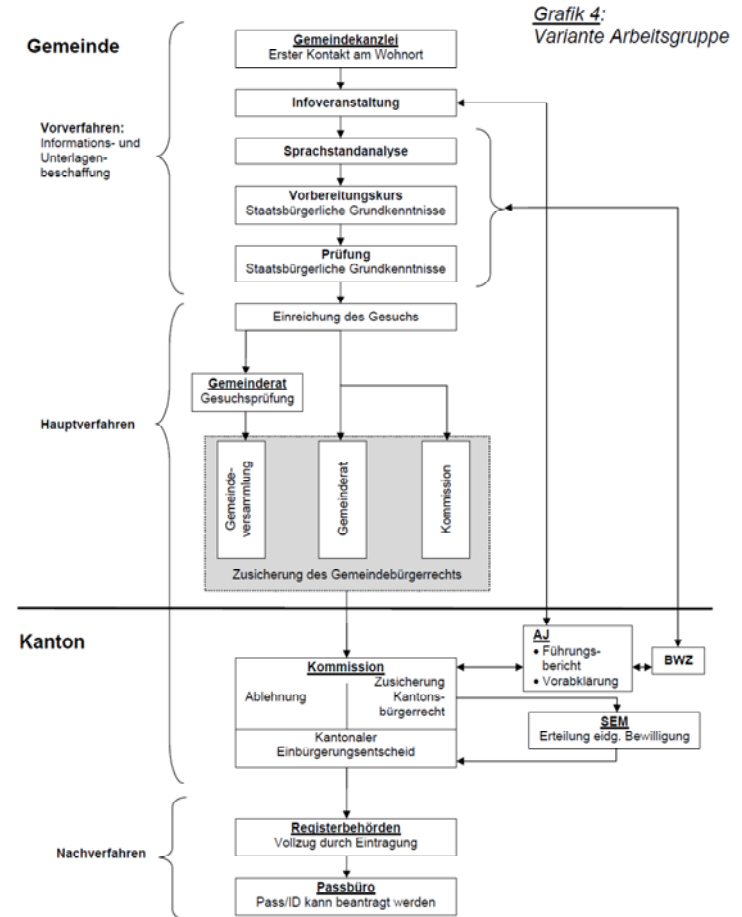 Grafik 4:
Variante Arbeitsgruppe
Gemeinde
Gemeindekanzlei
Erster Kontakt am Wohnort
Infoveranstaltung
Vorverfahren:
Informations- und
Unterlagen-
beschaffung
Sprachstandanalyse
Vorbereitungskurs
Staatsbürgerliche Grundkenntnisse
Prüfung
Staatsbürgerliche Grundkenntnisse
Einreichung des Gesuchs
Gemeinderat
Gesuchsprüfung
Hauptverfahren
Gemeinde-
versammlung
Gemeinderat
Kommission
Zusicherung des Gemeindebürgerrechts
Kanton
AJ
• Führungs-
bericht
• Vorabklärung
BWZ
Kommission
Ablehnung
Zusicherung
Kantons-
bürgerrecht
Kantonaler
Einbürgerungsentscheid
SEM
Erteilung eidg. Bewilligung
Nachverfahren
Registerbehörden
Vollzug durch Eintragung
Passbüro
Pass/ID kann beantragt werden